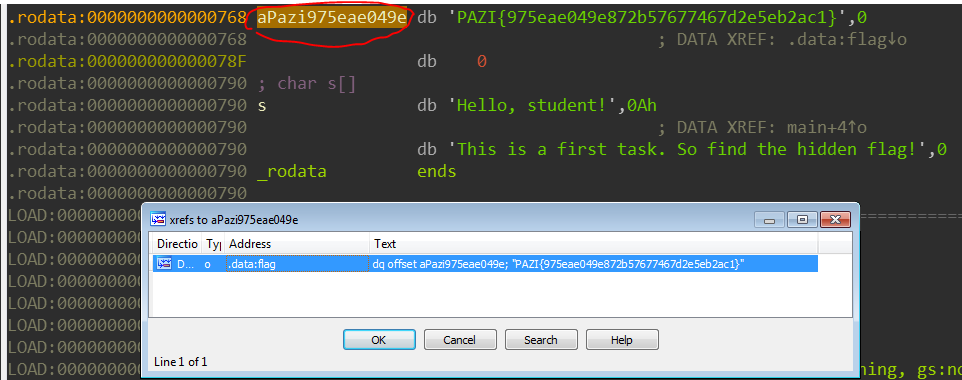 .rodata:0000000000000768 aPazi975eae049e db 'PAZI{975eae049e872b57677467d2e5eb2ac1}',0
.rodata:0000000000000768 ; DATA XREF: .data:flag↓o
.rodata:000000000000078F db 0
.rodata:0000000000000790 ; char s[]
.rodata:0000000000000790 s db 'Hello, student!',0Ah
.rodata:0000000000000790 ; DATA XREF: main+4↑o
.rodata:0000000000000790 db 'This is a first task. So find the hidden flag!',0
.rodata:0000000000000790 _rodata ends
.rodata:0000000000000790
LOAD:000000000
LOAD:000000000
LOAD:000000000
LOAD:000000000
LOAD:000000000
LOAD:000000000
LOAD:000000000
LOAD:000000000 ning, gs:no
xrefs to aPazi975eae049e
Directio Ty Address Text
D... o .data:flag dq offset aPazi975eae049e; "PAZI{975eae049e872b57677467d2e5eb2ac1}"
OK Cancel Search Help
Line 1 of 1